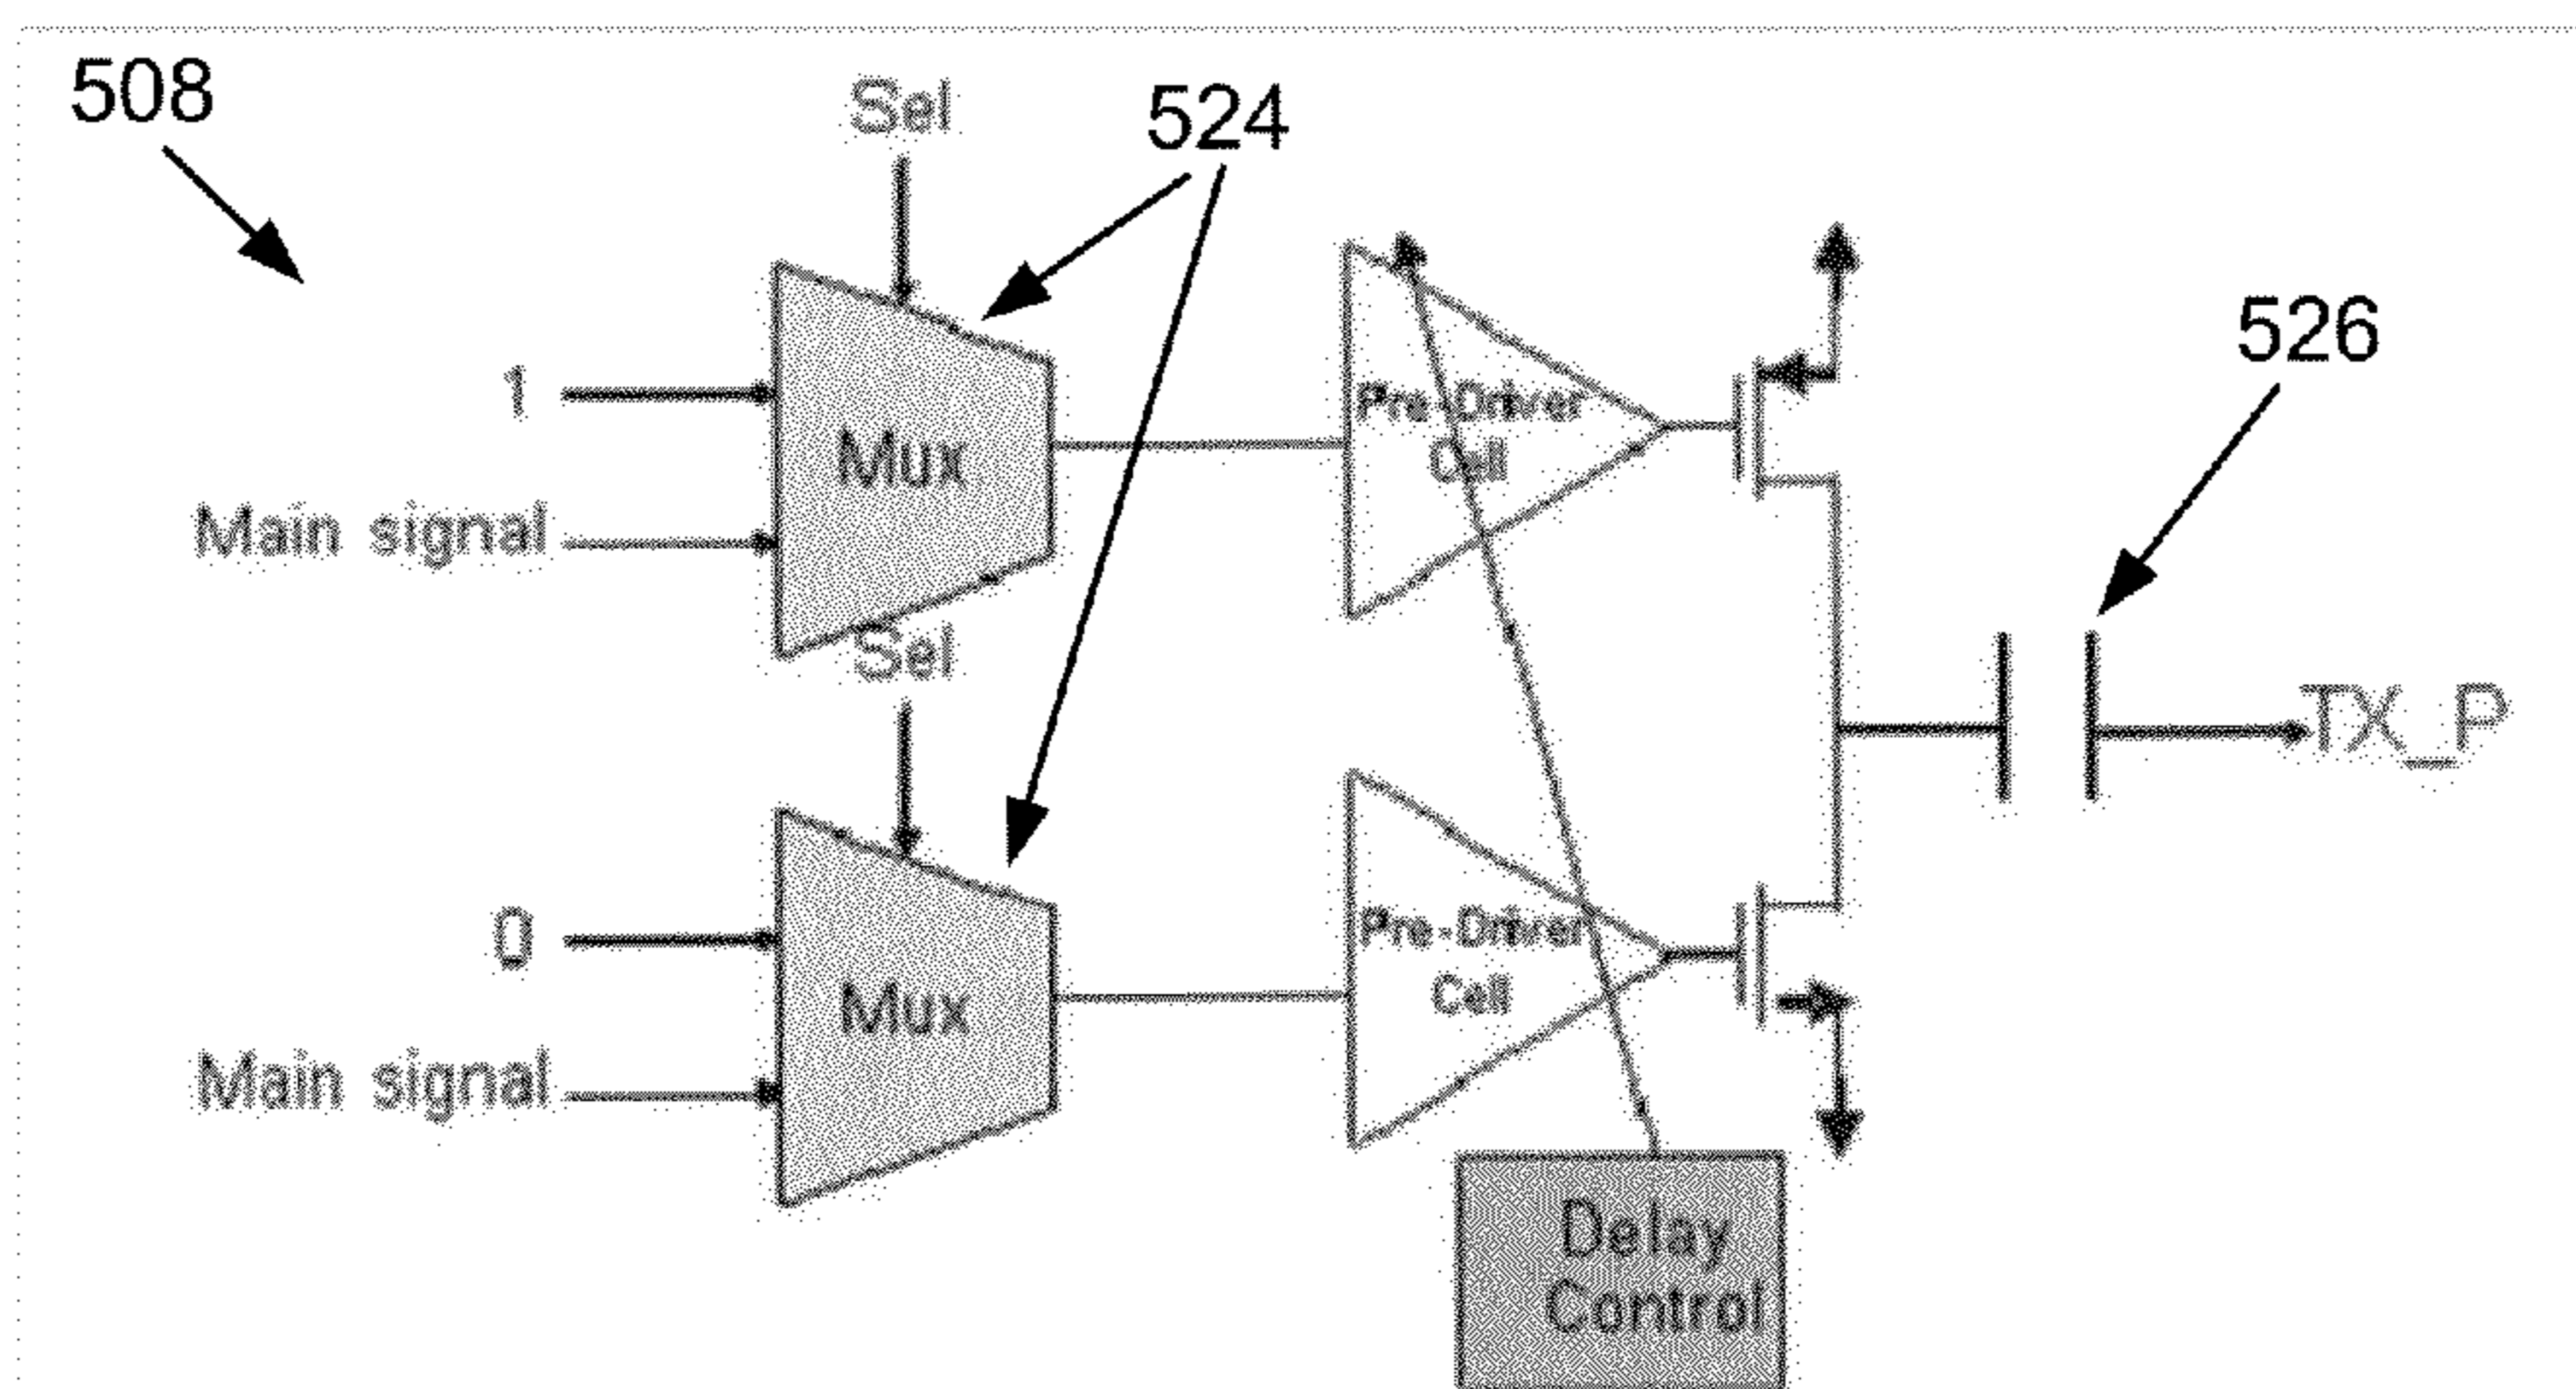 508
Sel
524
526
1
Mux
Pre-Driver
Cell
Main signal
Sel
TX_P
0
Mux
Pre-Driver
Cell
Main signal
Delay
Control